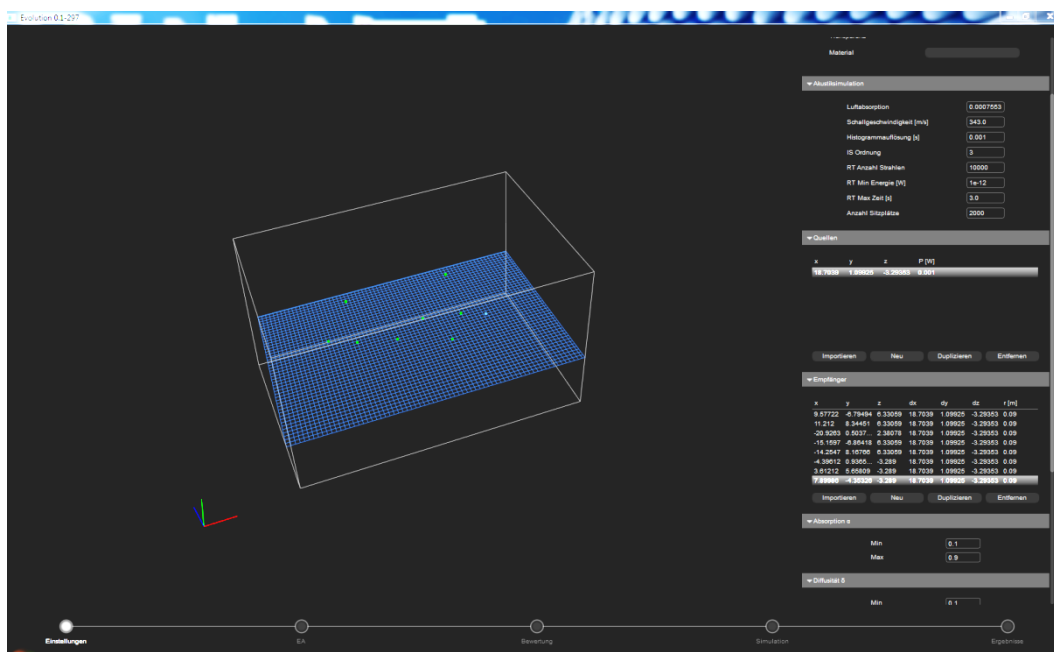 Evolution 0.1-297
Material
Akustiksimulation
Luftabsorption 0.0007553
Schallgeschwindigkeit [m/s] 343.0
Histogrammauflösung [s] 0.001
IS Ordnung 3
RT Anzahl Strahlen 10000
RT Min Energie [W] 1e-12
RT Max Zeit [s] 3.0
Anzahl Sitzplätze 2000
Quellen
x y z P [W]
18.7039 1.09925 -3.29353 0.001
Importieren Neu Duplizieren Entfernen
Empfänger
x y z dx dy dz r [m]
9.57722 -6.79494 6.33059 18.7039 1.09925 -3.29353 0.09
11.212 8.34451 6.33059 18.7039 1.09925 -3.29353 0.09
-20.9263 0.5037... 2.38078 18.7039 1.09925 -3.29353 0.09
-15.1597 -6.86418 6.33059 18.7039 1.09925 -3.29353 0.09
-14.2547 8.16766 6.33059 18.7039 1.09925 -3.29353 0.09
-4.39612 0.9365... -3.289 18.7039 1.09925 -3.29353 0.09
3.61212 5.65809 -3.289 18.7039 1.09925 -3.29353 0.09
-3.289 18.7039 1.09925 -3.29353 0.09
Importieren Neu Duplizieren Entfernen
Absorption
Min 0.1
Max 0.9
Diffusität
Min 0.1
Einstellungen EA Bewertung Simulation Ergebnisse